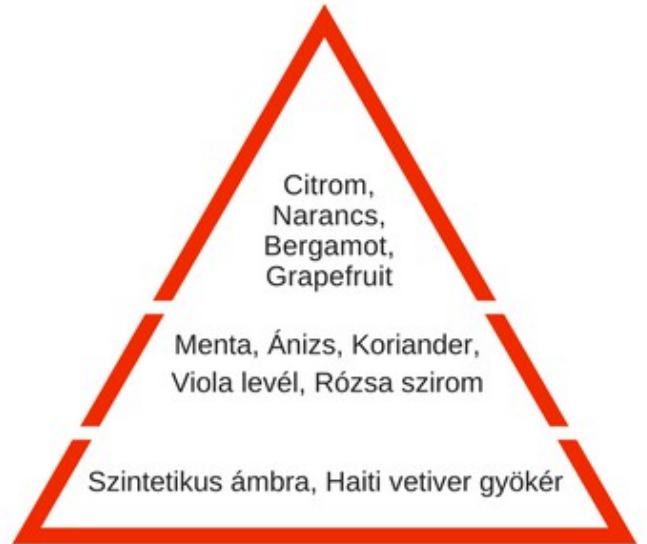 Citrom,
Narancs,
Bergamot,
Grapefruit
Menta, Ánizs, Koriander,
Viola levél, Rózsa szirom
Szintetikus ámbra, Haiti vetiver gyökér